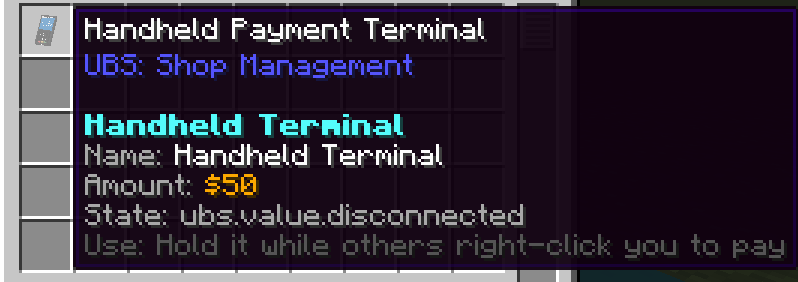 Handheld Payment Terminal
UBS: Shop Management
Handheld Terminal
Name: Handheld Terminal
Amount: $50
State: ubs.value.disconnected
Use: Hold it while others right-click you to pay